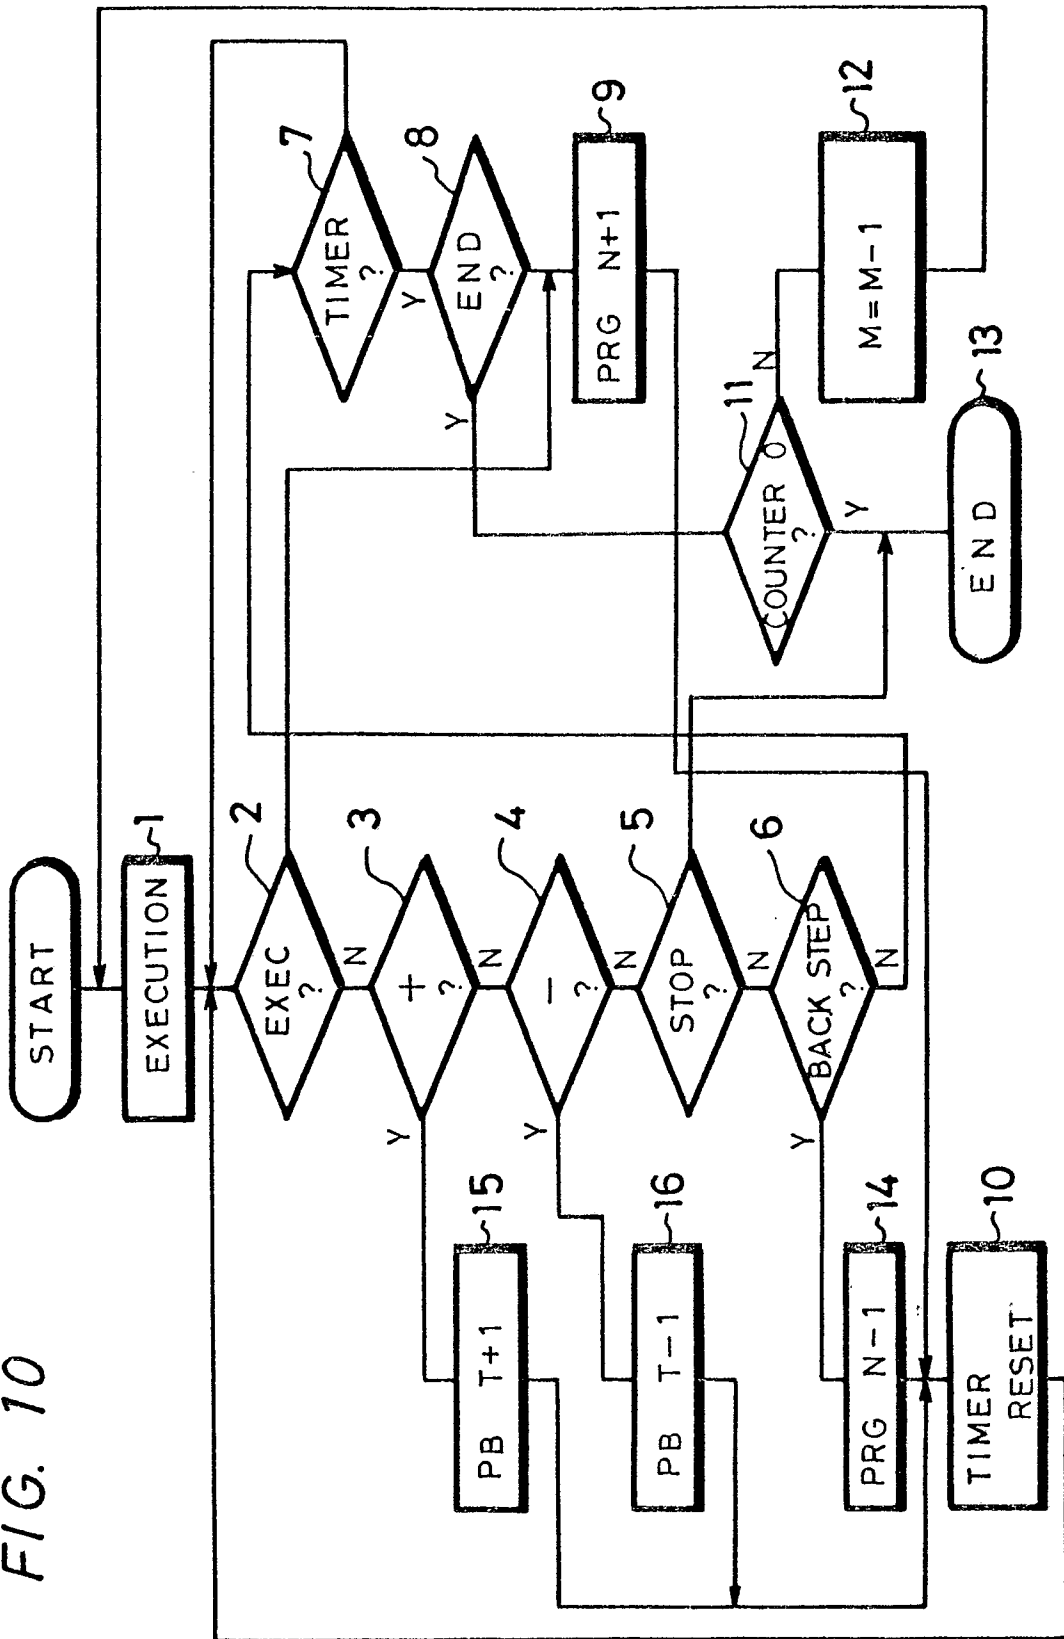 FIG. 10
START
EXECUTION
1
EXEC
?
2
N
+
?
3
Y
N
-
?
4
Y
N
STOP
?
5
N
BACK STEP
?
6
Y
N
PB T+1
15
PB T-1
16
PRG N-1
14
TIMER
RESET
10
TIMER
?
7
Y
END
?
8
Y
PRG N+1
9
COUNTER 0
?
11
N
Y
M=M-1
12
END
13